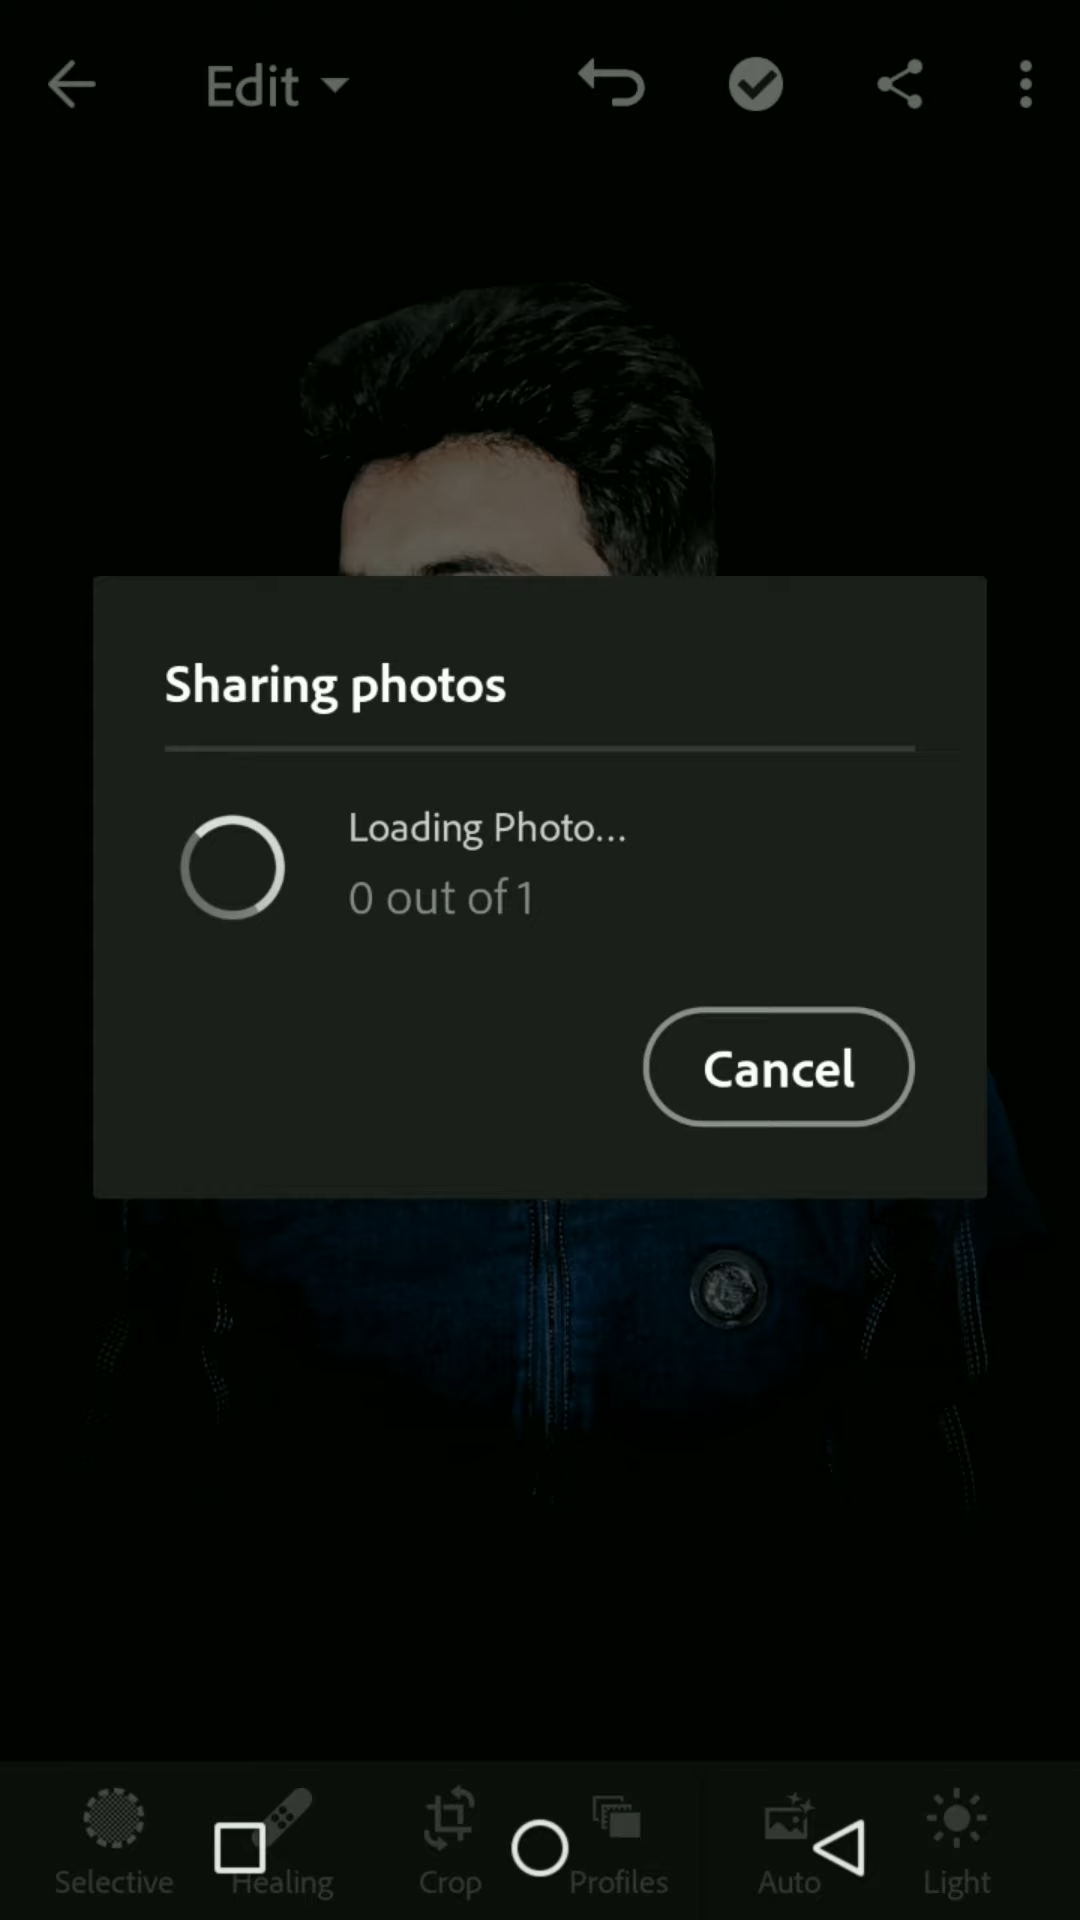 Edit
Sharing photos
Loading Photo...
0 out of 1
Cancel
Selective
Healing
Crop
Profiles
Auto
Light